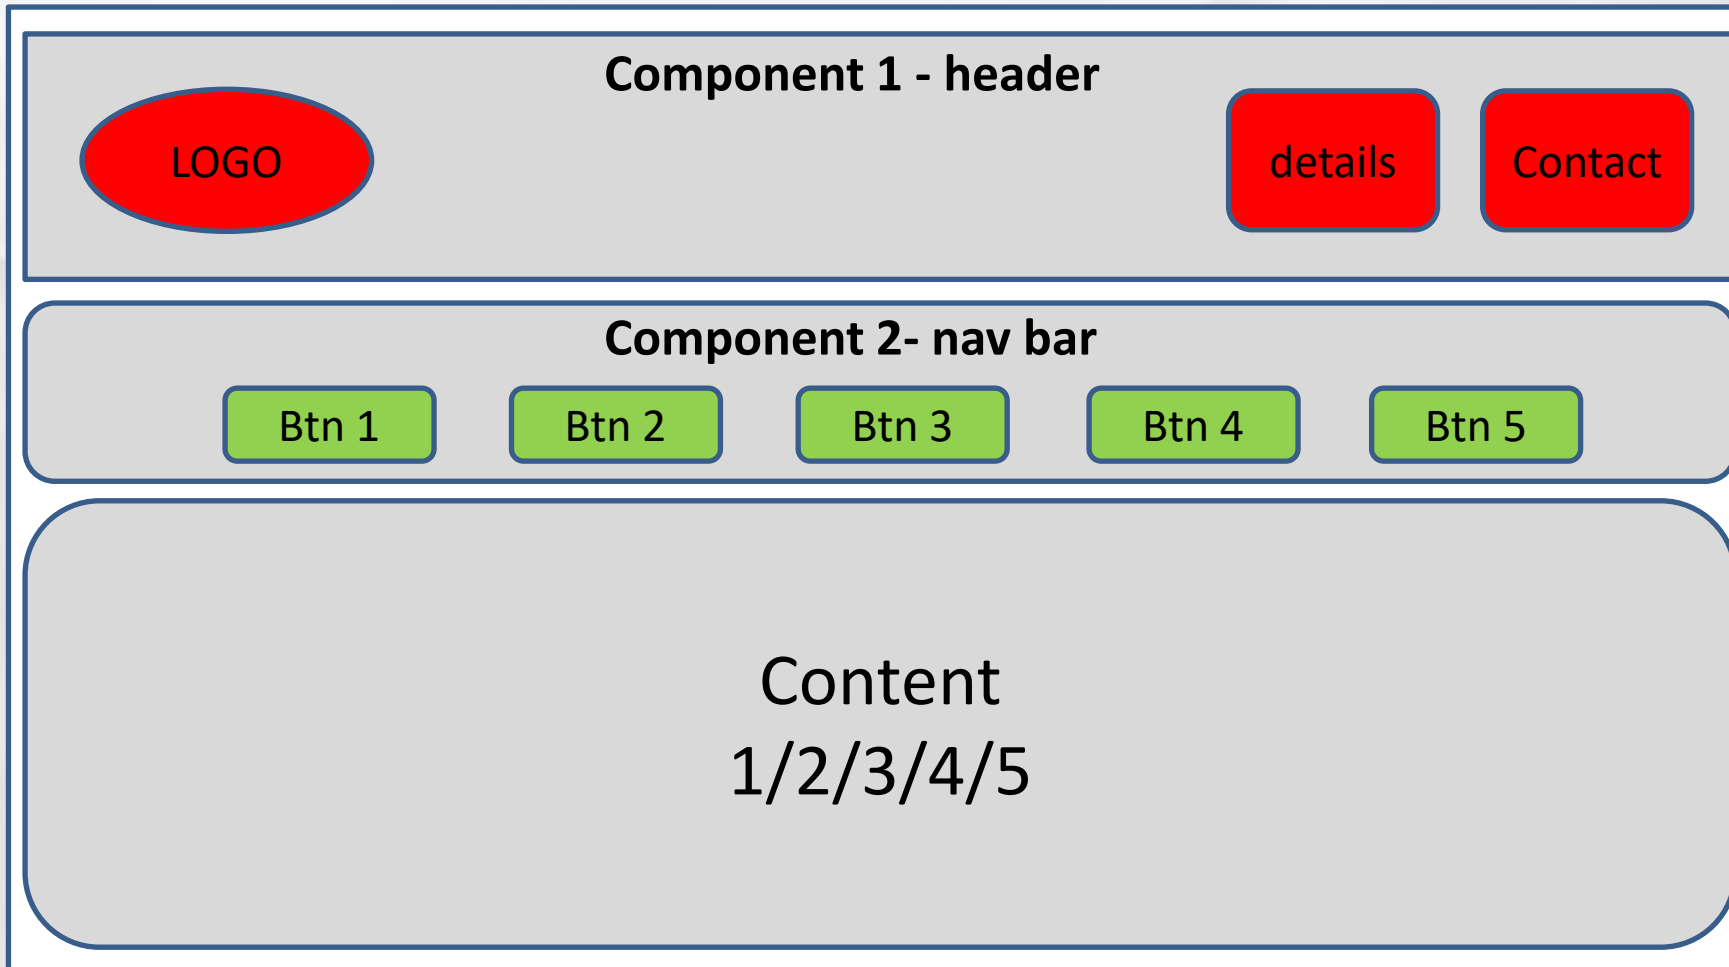 Component 1 - header
LOGO
details
Contact
Component 2- nav bar
Btn 1
Btn 2
Btn 3
Btn 4
Btn 5
Content
1/2/3/4/5